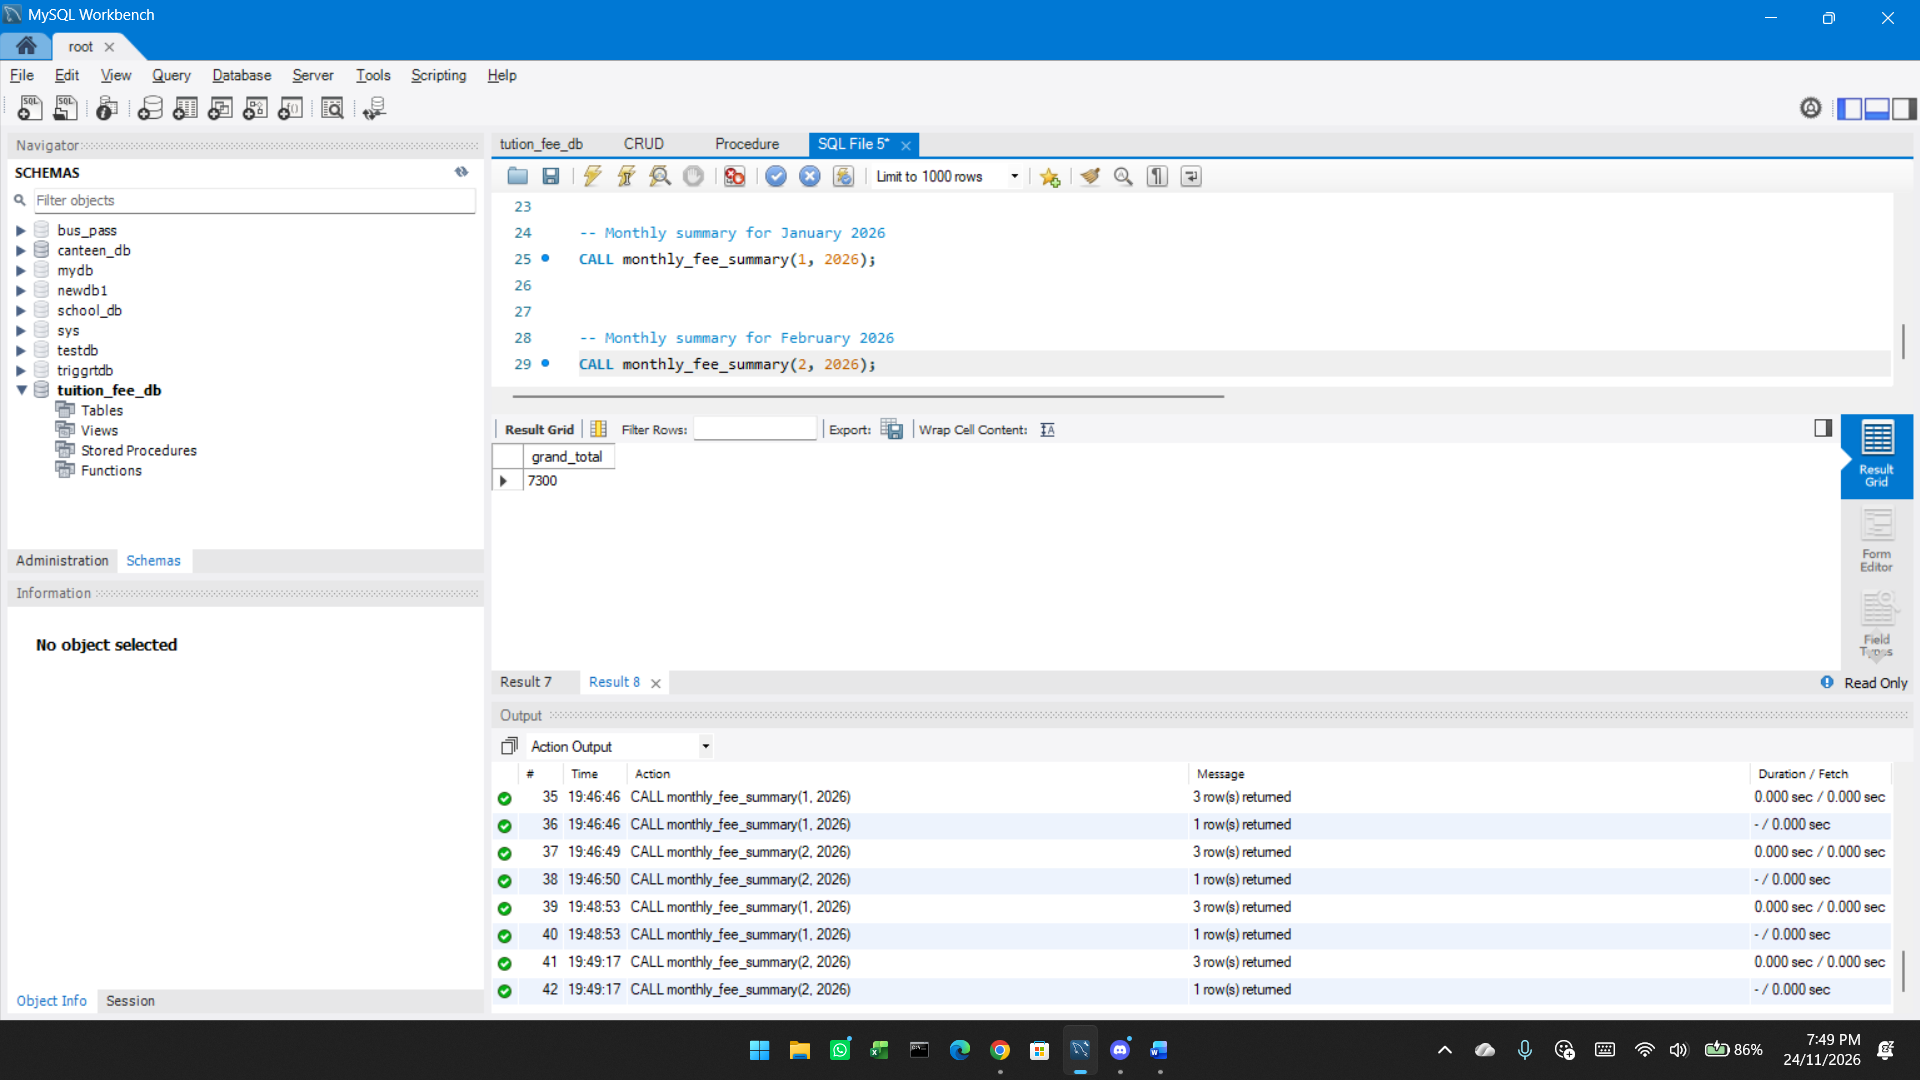 MySQL Workbench
root
File Edit View Query Database Server Tools Scripting Help
Navigator
SCHEMAS
Filter objects
bus_pass
canteen_db
mydb
newdb1
school_db
sys
testdb
triggrtdb
tuition_fee_db
Tables
Views
Stored Procedures
Functions
Administration Schemas
Information
No object selected
Object Info Session
tution_fee_db CRUD Procedure SQL File 5*
Limit to 1000 rows
23
24 -- Monthly summary for January 2026
25 CALL monthly_fee_summary(1, 2026);
26
27
28 -- Monthly summary for February 2026
29 CALL monthly_fee_summary(2, 2026);
Result Grid Filter Rows: Export: Wrap Cell Content:
grand_total
7300
Result Grid
Form Editor
Field Types
Result 7 Result 8
Read Only
Output
Action Output
# Time Action Message Duration / Fetch
35 19:46:46 CALL monthly_fee_summary(1, 2026) 3 row(s) returned 0.000 sec / 0.000 sec
36 19:46:46 CALL monthly_fee_summary(1, 2026) 1 row(s) returned - / 0.000 sec
37 19:46:49 CALL monthly_fee_summary(2, 2026) 3 row(s) returned 0.000 sec / 0.000 sec
38 19:46:50 CALL monthly_fee_summary(2, 2026) 1 row(s) returned - / 0.000 sec
39 19:48:53 CALL monthly_fee_summary(1, 2026) 3 row(s) returned 0.000 sec / 0.000 sec
40 19:48:53 CALL monthly_fee_summary(1, 2026) 1 row(s) returned - / 0.000 sec
41 19:49:17 CALL monthly_fee_summary(2, 2026) 3 row(s) returned 0.000 sec / 0.000 sec
42 19:49:17 CALL monthly_fee_summary(2, 2026) 1 row(s) returned - / 0.000 sec
86%
7:49 PM
24/11/2026